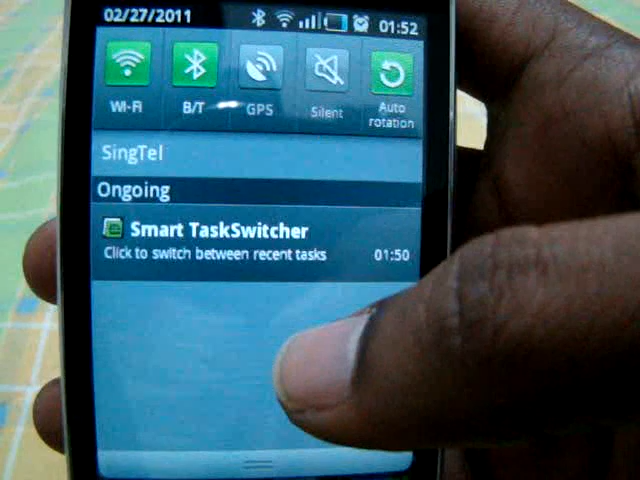 02/27/2011 01:52
Wi-Fi B/T GPS Silent Auto rotation
SingTel
Ongoing
Smart TaskSwitcher
Click to switch between recent tasks 01:50